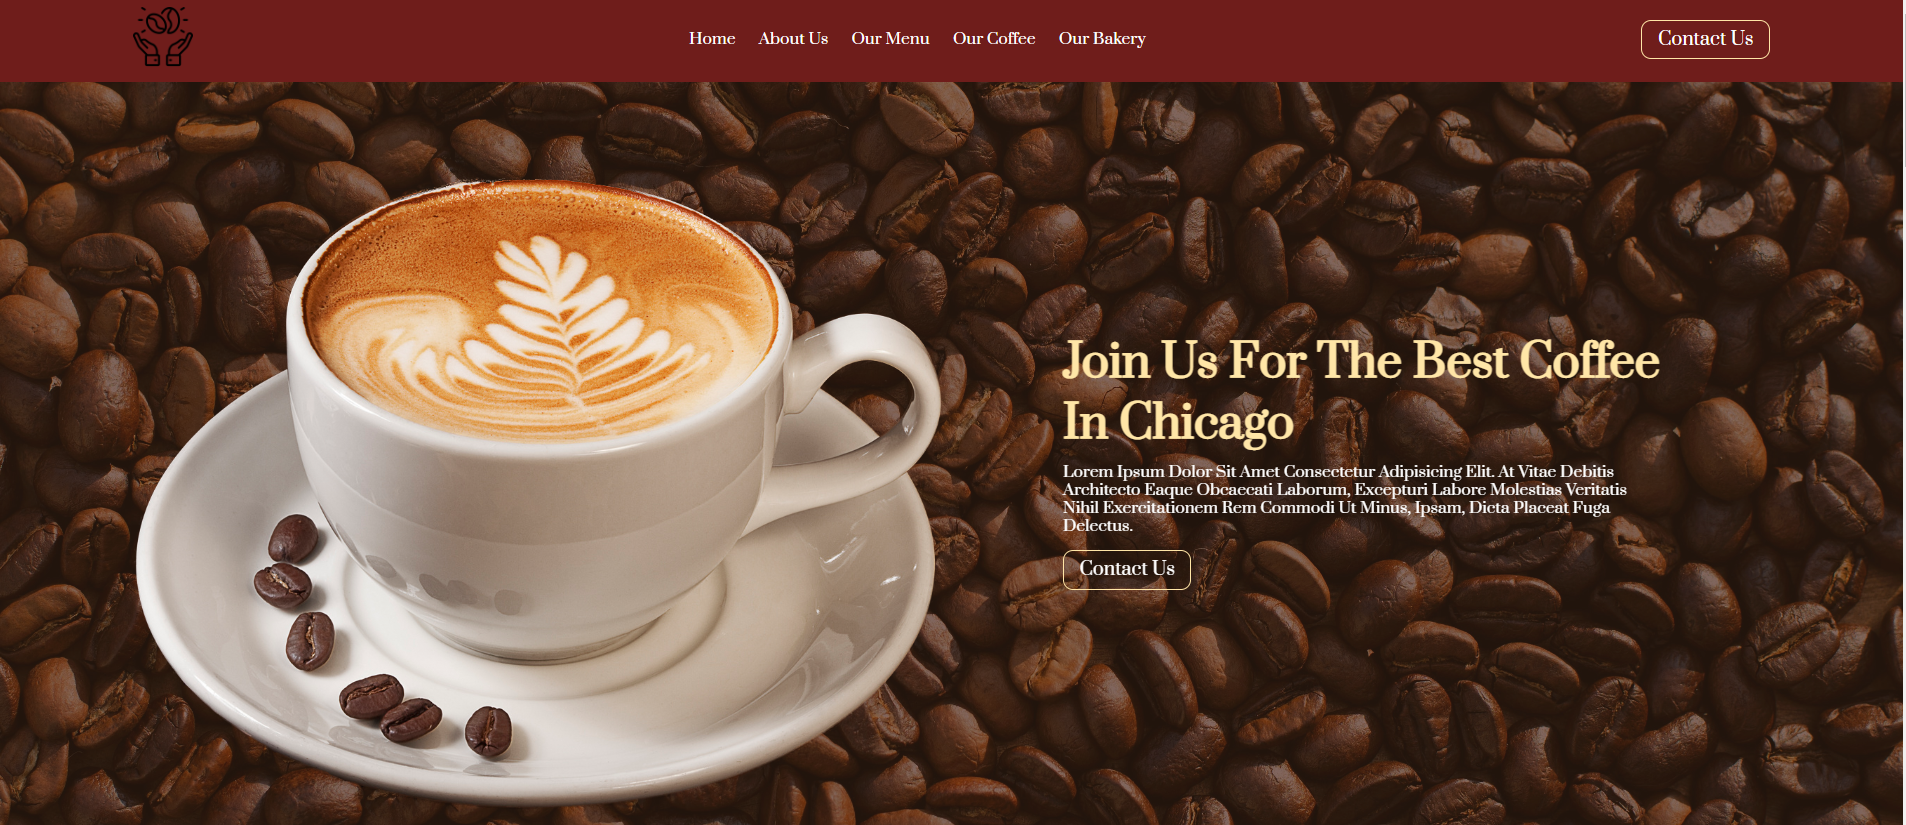 Home About Us Our Menu Our Coffee Our Bakery Contact Us
Join Us For The Best Coffee
In Chicago
Lorem Ipsum Dolor Sit Amet Consectetur Adipisicing Elit. At Vitae Debitis
Architecto Eaque Obcaecati Laborum, Excepturi Labore Molestias Veritatis
Nihil Exercitationem Rem Commodi Ut Minus, Ipsam, Dicta Placeat Fuga
Delectus.
Contact Us